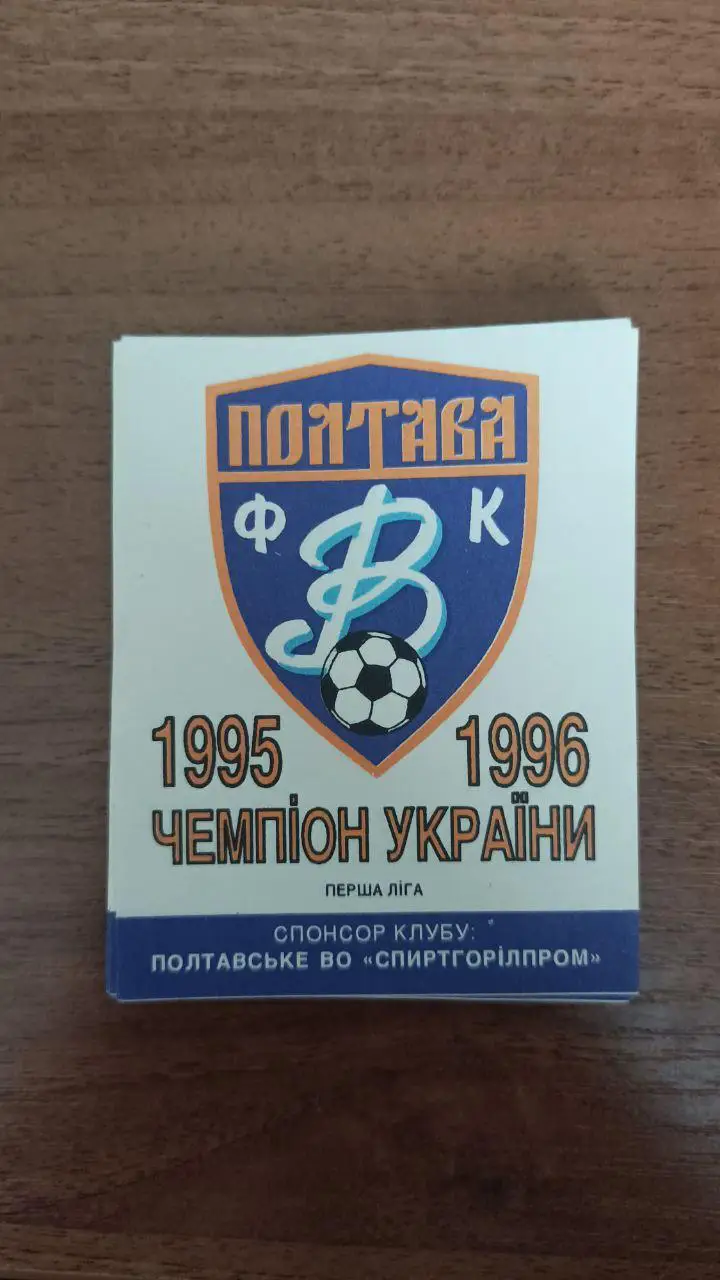 ПОЛТАВА
Ф В К
1995 1996
ЧЕМПІОН УКРАЇНИ
ПЕРША ЛІГА
СПОНСОР КЛУБУ:
ПОЛТАВСЬКЕ ВО «СПИРТГОРІЛПРОМ»